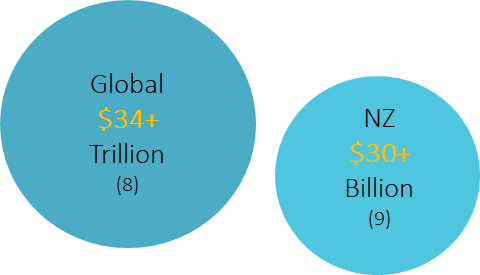 Global
$34+
Trillion
(8)
NZ
$30+
Billion
(9)